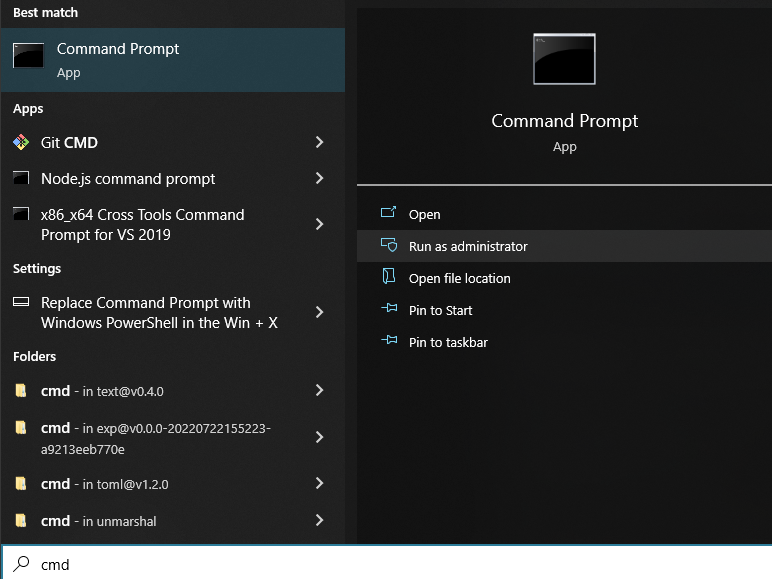 Best match
Command Prompt
App
Apps
Git CMD
Node.js command prompt
x86_x64 Cross Tools Command
Prompt for VS 2019
Settings
Replace Command Prompt with
Windows PowerShell in the Win + X
Folders
cmd - in text@v0.4.0
cmd - in exp@v0.0.0-20220722155223-
a9213eeb770e
cmd - in toml@v1.2.0
cmd - in unmarshal
cmd
Command Prompt
App
Open
Run as administrator
Open file location
Pin to Start
Pin to taskbar